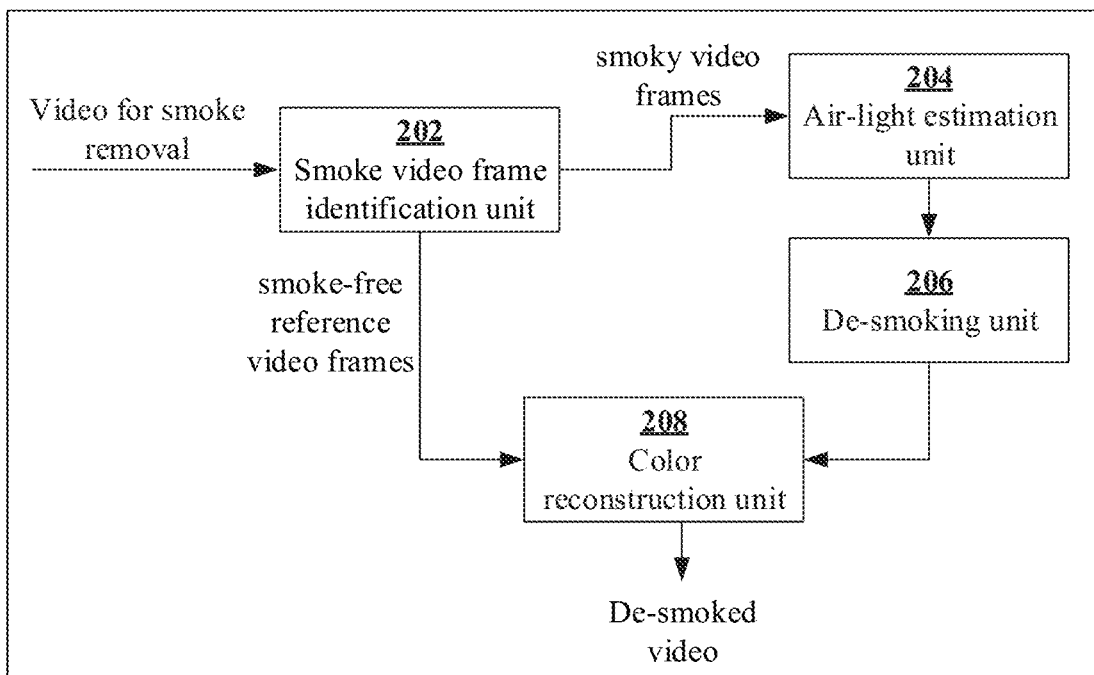 Video for smoke
removal
202
Smoke video frame
identification unit
smoky video
frames
204
Air-light estimation
unit
206
De-smoking unit
smoke-free
reference
video frames
208
Color
reconstruction unit
De-smoked
video